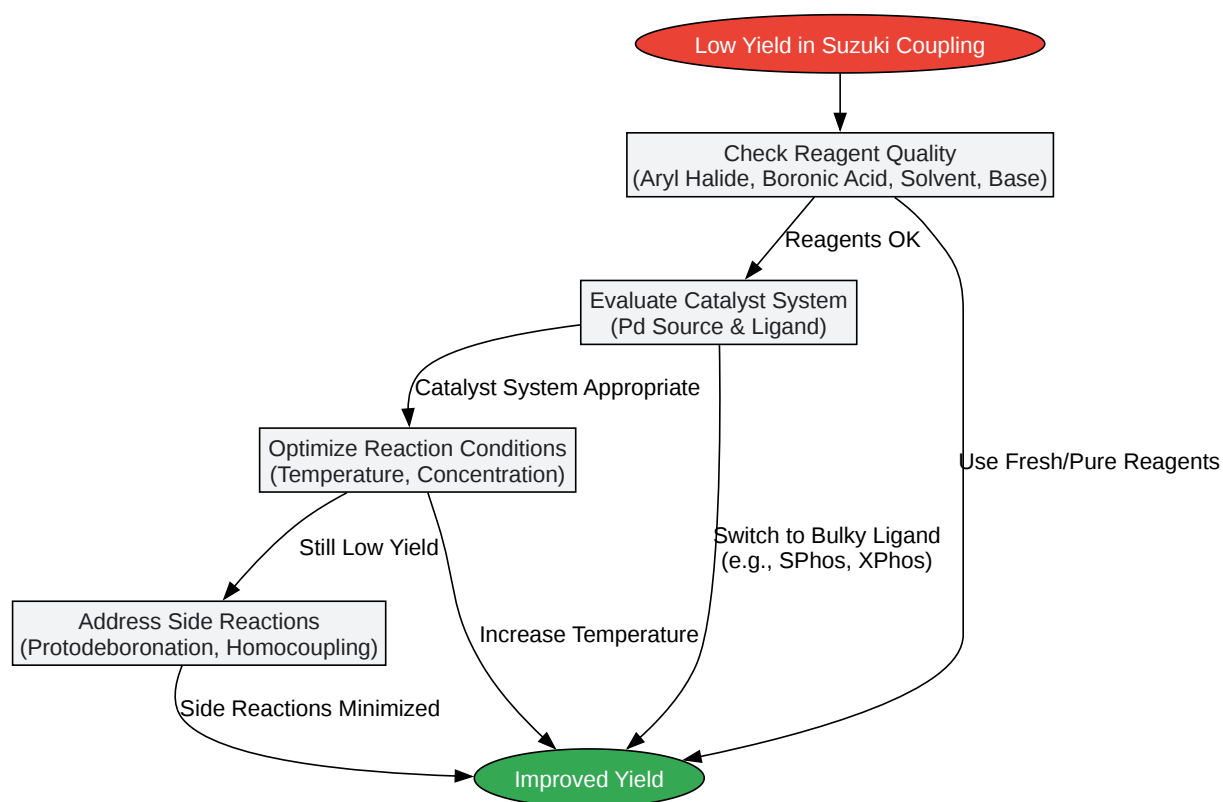 Low Yield in Suzuki Coupling
Check Reagent Quality
(Aryl Halide, Boronic Acid, Solvent, Base)
Reagents OK
Evaluate Catalyst System
(Pd Source & Ligand)
Catalyst System Appropriate
Optimize Reaction Conditions
(Temperature, Concentration)
Use Fresh/Pure Reagents
Switch to Bulky Ligand
(e.g., SPhos, XPhos)
Still Low Yield
Address Side Reactions
(Protodeboronation, Homocoupling)
Increase Temperature
Side Reactions Minimized
Improved Yield